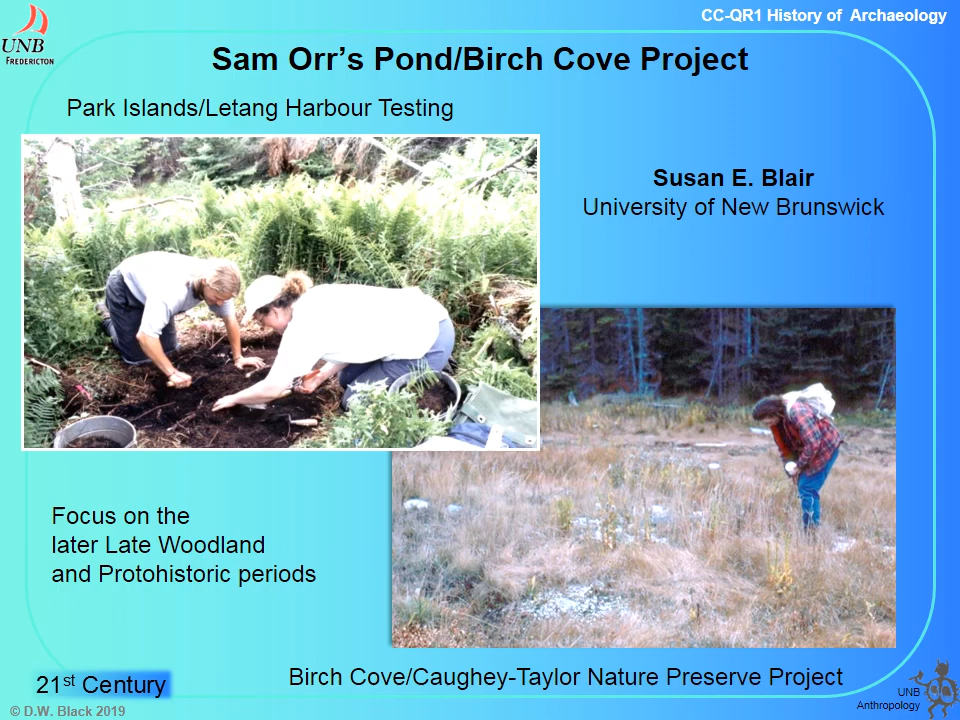 CC-QR1 History of Archaeology
UNB
FREDERICTON
Sam Orr’s Pond/Birch Cove Project
Park Islands/Letang Harbour Testing
Susan E. Blair
University of New Brunswick
Focus on the
later Late Woodland
and Protohistoric periods
Birch Cove/Caughey-Taylor Nature Preserve Project
21st Century
© D.W. Black 2019
UNB
Anthropology